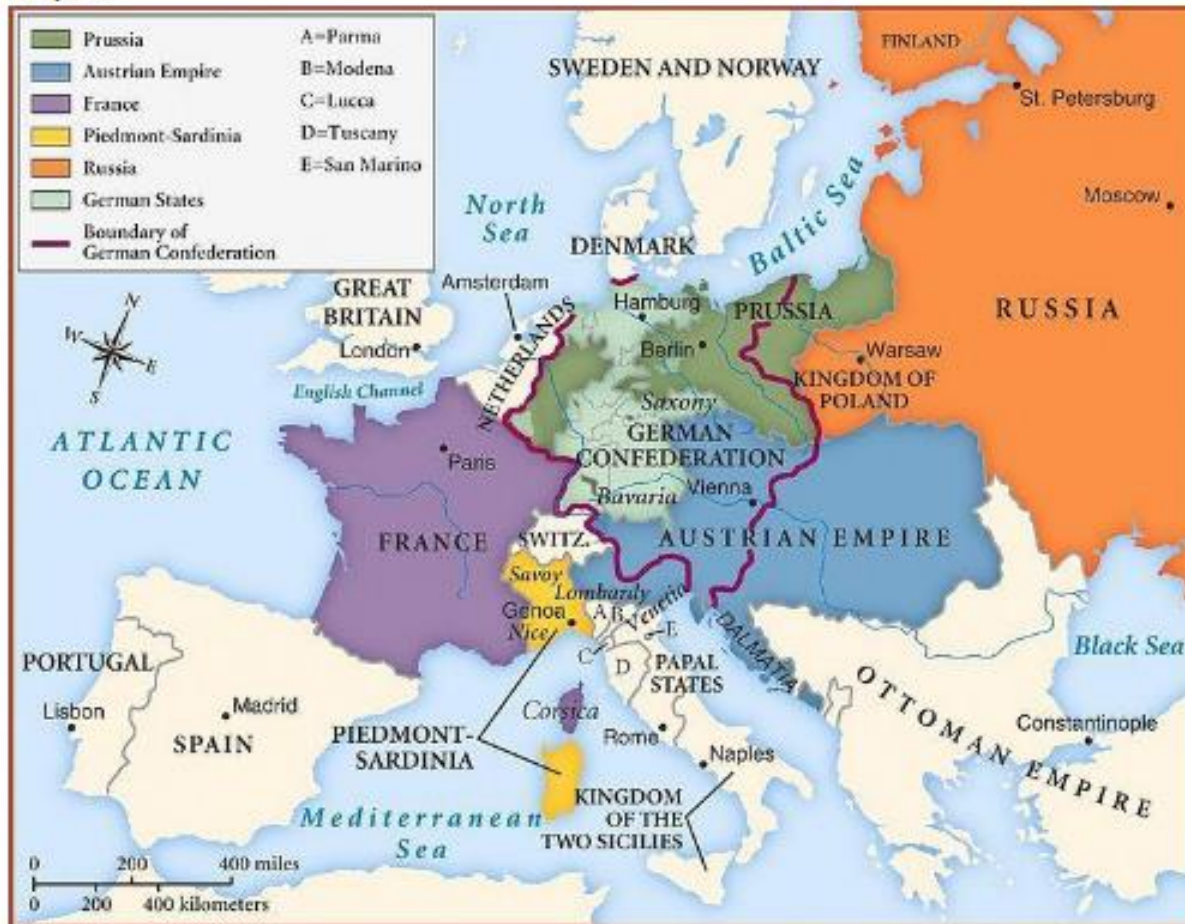 Prussia
Austrian Empire
France
Piedmont-Sardinia
Russia
German States
Boundary of
German Confederation
A=Parma
B=Modena
C=Lucca
D=Tuscany
E=San Marino
FINLAND
SWEDEN AND NORWAY
St. Petersburg
Moscow
North
Sea
Baltic Sea
DENMARK
Amsterdam
GREAT
BRITAIN
London
NETHERLANDS
Hamburg
PRUSSIA
RUSSIA
Berlin
Warsaw
KINGDOM OF
POLAND
N
W
E
S
English Channel
Saxony
GERMAN
CONFEDERATION
ATLANTIC
OCEAN
Paris
Bavaria
Vienna
FRANCE
SWITZ.
AUSTRIAN EMPIRE
Savoy
Lombardy
Venetia
Genoa
Nice
A
B
E
C
D
DALMATIA
Black Sea
PORTUGAL
PAPAL
STATES
OTTOMAN EMPIRE
Lisbon
Madrid
SPAIN
Corsica
Rome
Constantinople
PIEDMONT-
SARDINIA
Naples
KINGDOM
OF THE
TWO SICILIES
Mediterranean
Sea
0 200 400 miles
0 200 400 kilometers